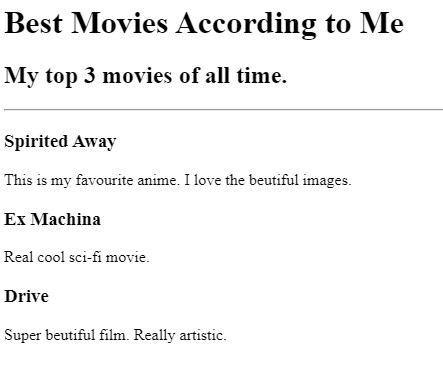 Best Movies According to Me
My top 3 movies of all time.
Spirited Away
This is my favourite anime. I love the beutiful images.
Ex Machina
Real cool sci-fi movie.
Drive
Super beutiful film. Really artistic.